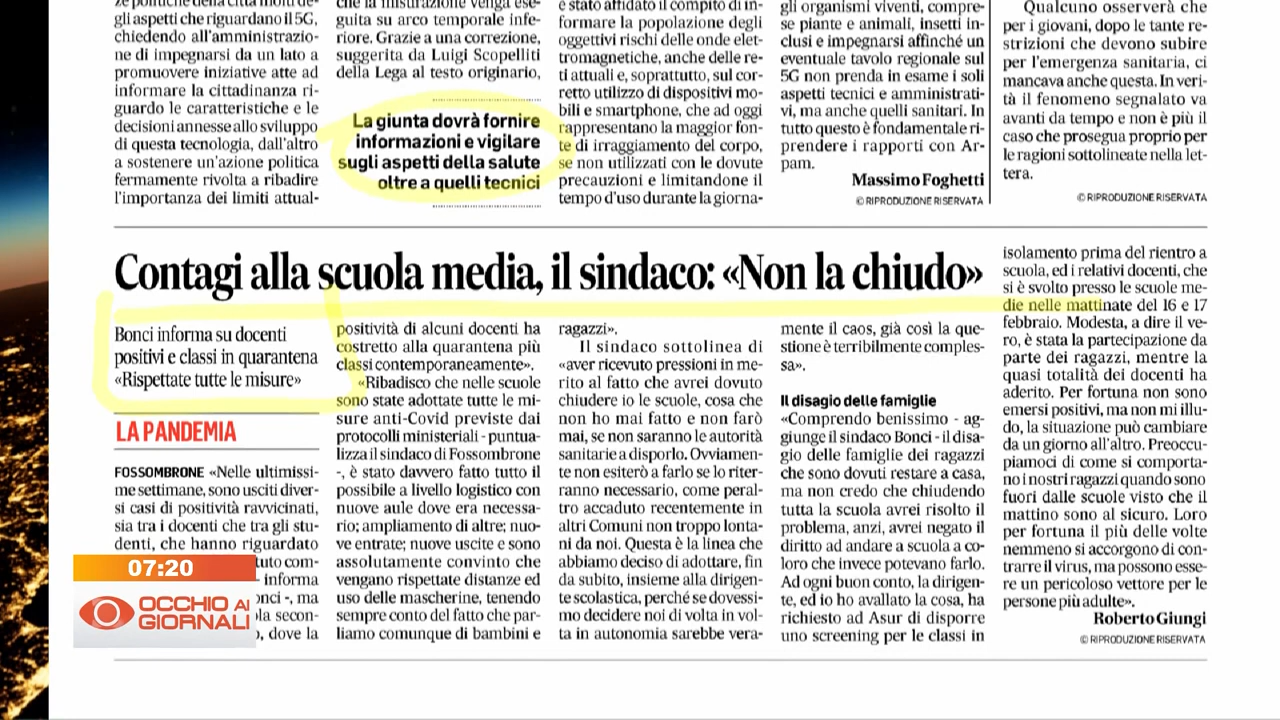 ze politiche della città molti de-
gli aspetti che riguardano il 5G,
chiedendo all'amministrazio-
ne di impegnarsi da un lato a
promuovere iniziative atte ad
informare la cittadinanza ri-
guardo le caratteristiche e le
decisioni annesse allo sviluppo
di questa tecnologia, dall'altro
a sostenere un'azione politica
fermamente rivolta a ribadire
l'importanza dei limiti attual-
che la misurazione venga ese-
guita su arco temporale infe-
riore. Grazie a una correzione,
suggerita da Luigi Scopelliti
della Lega al testo originario,
La giunta dovrà fornire
informazioni e vigilare
sugli aspetti della salute
oltre a quelli tecnici
è stato affidato il compito di in-
formare la popolazione degli
oggettivi rischi delle onde elet-
tromagnetiche, anche delle re-
ti attuali e, soprattutto, sul cor-
retto utilizzo di dispositivi mo-
bili e smartphone, che ad oggi
rappresentano la maggior fon-
te di irraggiamento del corpo,
se non utilizzati con le dovute
precauzioni e limitandone il
tempo d'uso durante la giorna-
gli organismi viventi, compre-
se piante e animali, insetti in-
clusi e impegnarsi affinché un
eventuale tavolo regionale sul
5G non prenda in esame i soli
aspetti tecnici e amministrati-
vi, ma anche quelli sanitari. In
tutto questo è fondamentale ri-
prendere i rapporti con Ar-
pam.
Massimo Foghetti
© RIPRODUZIONE RISERVATA
Qualcuno osserverà che
per i giovani, dopo le tante re-
strizioni che devono subire
per l'emergenza sanitaria, ci
mancava anche questa. In veri-
tà il fenomeno segnalato va
avanti da tempo e non è più il
caso che prosegua proprio per
le ragioni sottolineate nella let-
tera.
© RIPRODUZIONE RISERVATA
Contagi alla scuola media, il sindaco: «Non la chiudo»
Bonci informa su docenti
positivi e classi in quarantena
«Rispettate tutte le misure»
LA PANDEMIA
FOSSOMBRONE «Nelle ultimissi-
me settimane, sono usciti diver-
si casi di positività ravvicinati,
sia tra i docenti che tra gli stu-
denti, che hanno riguardato
uto com-
- informa
onci -, ma
la secon-
o, dove la
positività di alcuni docenti ha
costretto alla quarantena più
classi contemporaneamente».
«Ribadisco che nelle scuole
sono state adottate tutte le mi-
sure anti-Covid previste dai
protocolli ministeriali - puntua-
lizza il sindaco di Fossombrone
-, è stato davvero fatto tutto il
possibile a livello logistico con
nuove aule dove era necessa-
rio; ampliamento di altre; nuo-
ve entrate; nuove uscite e sono
assolutamente convinto che
vengano rispettate distanze ed
uso delle mascherine, tenendo
sempre conto del fatto che par-
liamo comunque di bambini e
ragazzi».
Il sindaco sottolinea di
«aver ricevuto pressioni in me-
rito al fatto che avrei dovuto
chiudere io le scuole, cosa che
non ho mai fatto e non farò
mai, se non saranno le autorità
sanitarie a disporlo. Ovviamen-
te non esiterò a farlo se lo riter-
ranno necessario, come peral-
tro accaduto recentemente in
altri Comuni non troppo lonta-
ni da noi. Questa è la linea che
abbiamo deciso di adottare, fin
da subito, insieme alla dirigen-
te scolastica, perché se dovessi-
mo decidere noi di volta in vol-
ta in autonomia sarebbe vera-
mente il caos, già così la que-
stione è terribilmente comples-
sa».
Il disagio delle famiglie
«Comprendo benissimo - ag-
giunge il sindaco Bonci - il disa-
gio delle famiglie dei ragazzi
che sono dovuti restare a casa,
ma non credo che chiudendo
tutta la scuola avrei risolto il
problema, anzi, avrei negato il
diritto ad andare a scuola a co-
loro che invece potevano farlo.
Ad ogni buon conto, la dirigen-
te, ed io ho avallato la cosa, ha
richiesto ad Asur di disporre
uno screening per le classi in
isolamento prima del rientro a
scuola, ed i relativi docenti, che
si è svolto presso le scuole me-
die nelle mattinate del 16 e 17
febbraio. Modesta, a dire il ve-
ro, è stata la partecipazione da
parte dei ragazzi, mentre la
quasi totalità dei docenti ha
aderito. Per fortuna non sono
emersi positivi, ma non mi illu-
do, la situazione può cambiare
da un giorno all'altro. Preoccu-
piamoci di come si comporta-
no i nostri ragazzi quando sono
fuori dalle scuole visto che il
mattino sono al sicuro. Loro
per fortuna il più delle volte
nemmeno si accorgono di con-
trarre il virus, ma possono esse-
re un pericoloso vettore per le
persone più adulte».
Roberto Giungi
© RIPRODUZIONE RISERVATA
07:20
OCCHIO AI
GIORNALI